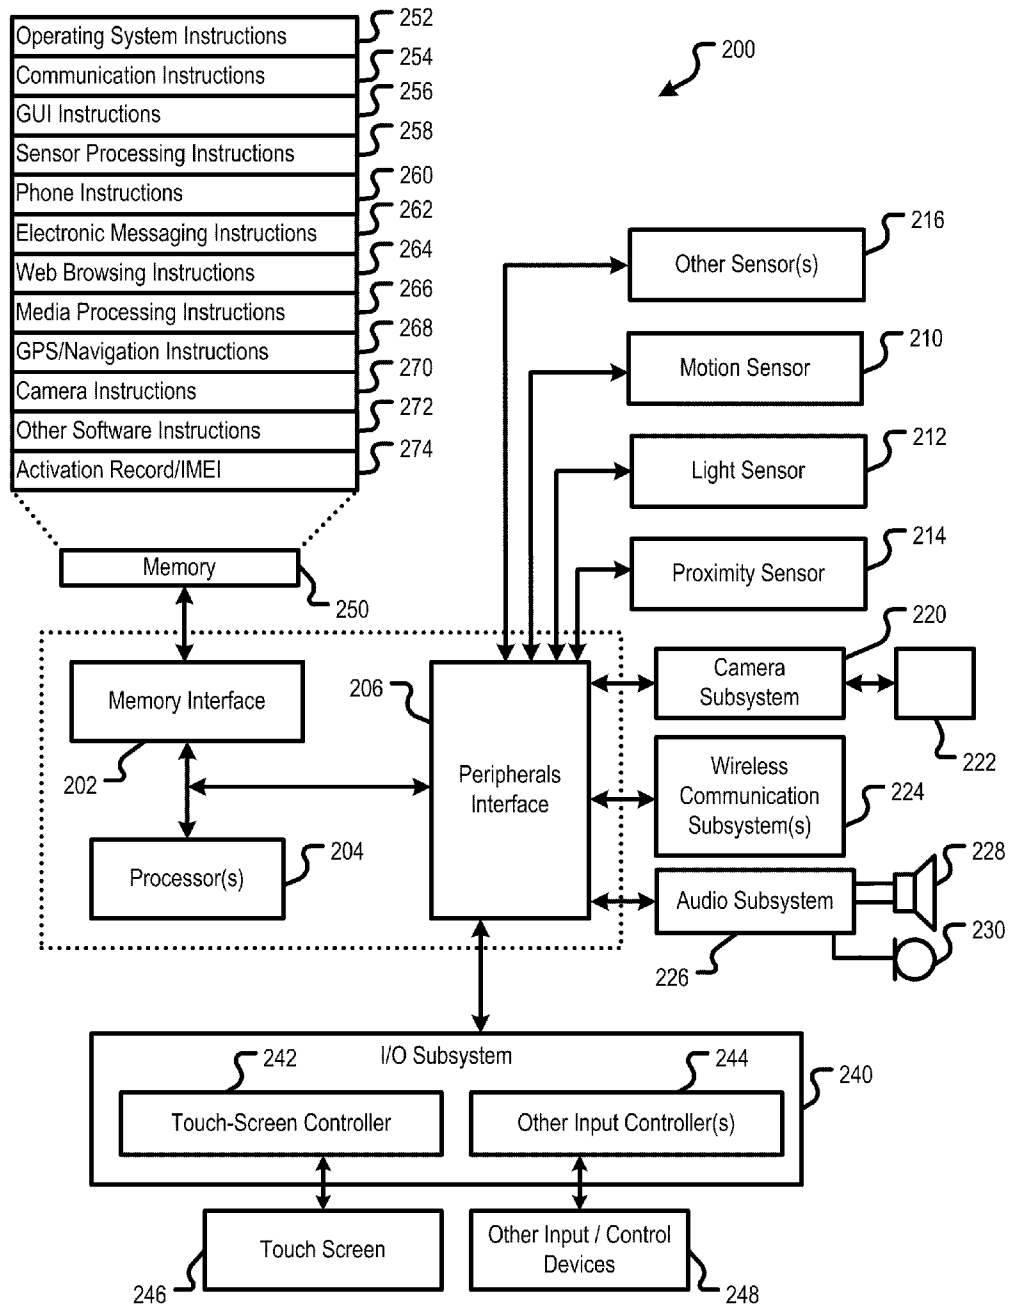 252
Operating System Instructions
254
Communication Instructions
256
GUI Instructions
258
Sensor Processing Instructions
260
Phone Instructions
262
Electronic Messaging Instructions
264
Web Browsing Instructions
266
Media Processing Instructions
268
GPS/Navigation Instructions
270
Camera Instructions
272
Other Software Instructions
274
Activation Record/IMEI
200
216
Other Sensor(s)
210
Motion Sensor
212
Light Sensor
214
Proximity Sensor
Memory
250
220
Camera
Subsystem
222
Memory Interface
202
206
Peripherals
Interface
Wireless
Communication
Subsystem(s)
224
204
Processor(s)
228
Audio Subsystem
230
226
242
I/O Subsystem
244
240
Touch-Screen Controller
Other Input Controller(s)
Touch Screen
246
Other Input / Control
Devices
248